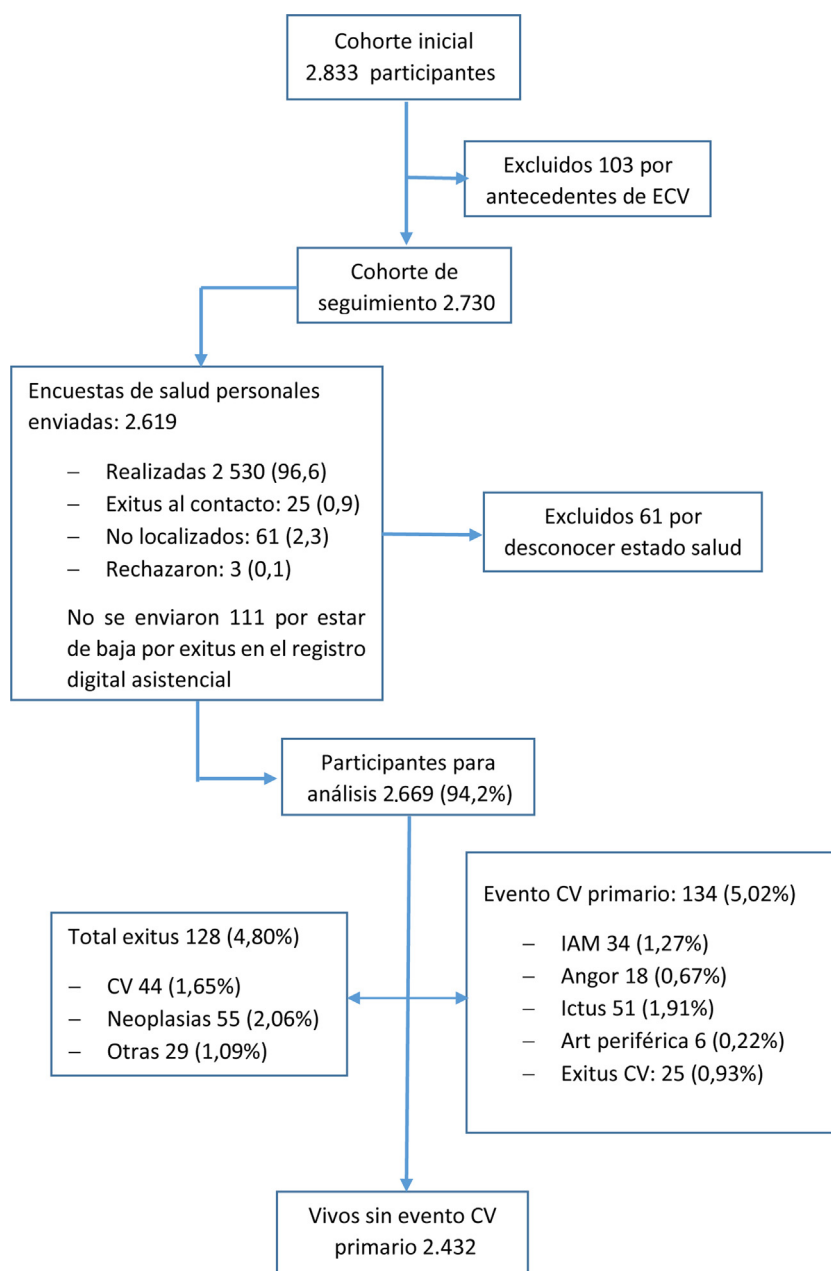 Cohorte inicial
2.833 participantes
Excluidos 103 por
antecedentes de ECV
Cohorte de
seguimiento 2.730
Encuestas de salud personales
enviadas: 2.619
– Realizadas 2 530 (96,6)
– Exitus al contacto: 25 (0,9)
– No localizados: 61 (2,3)
– Rechazaron: 3 (0,1)
No se enviaron 111 por estar
de baja por exitus en el registro
digital asistencial
Excluidos 61 por
desconocer estado salud
Participantes para
análisis 2.669 (94,2%)
Total exitus 128 (4,80%)
– CV 44 (1,65%)
– Neoplasias 55 (2,06%)
– Otras 29 (1,09%)
Evento CV primario: 134 (5,02%)
– IAM 34 (1,27%)
– Angor 18 (0,67%)
– Ictus 51 (1,91%)
– Art periférica 6 (0,22%)
– Exitus CV: 25 (0,93%)
Vivos sin evento CV
primario 2.432